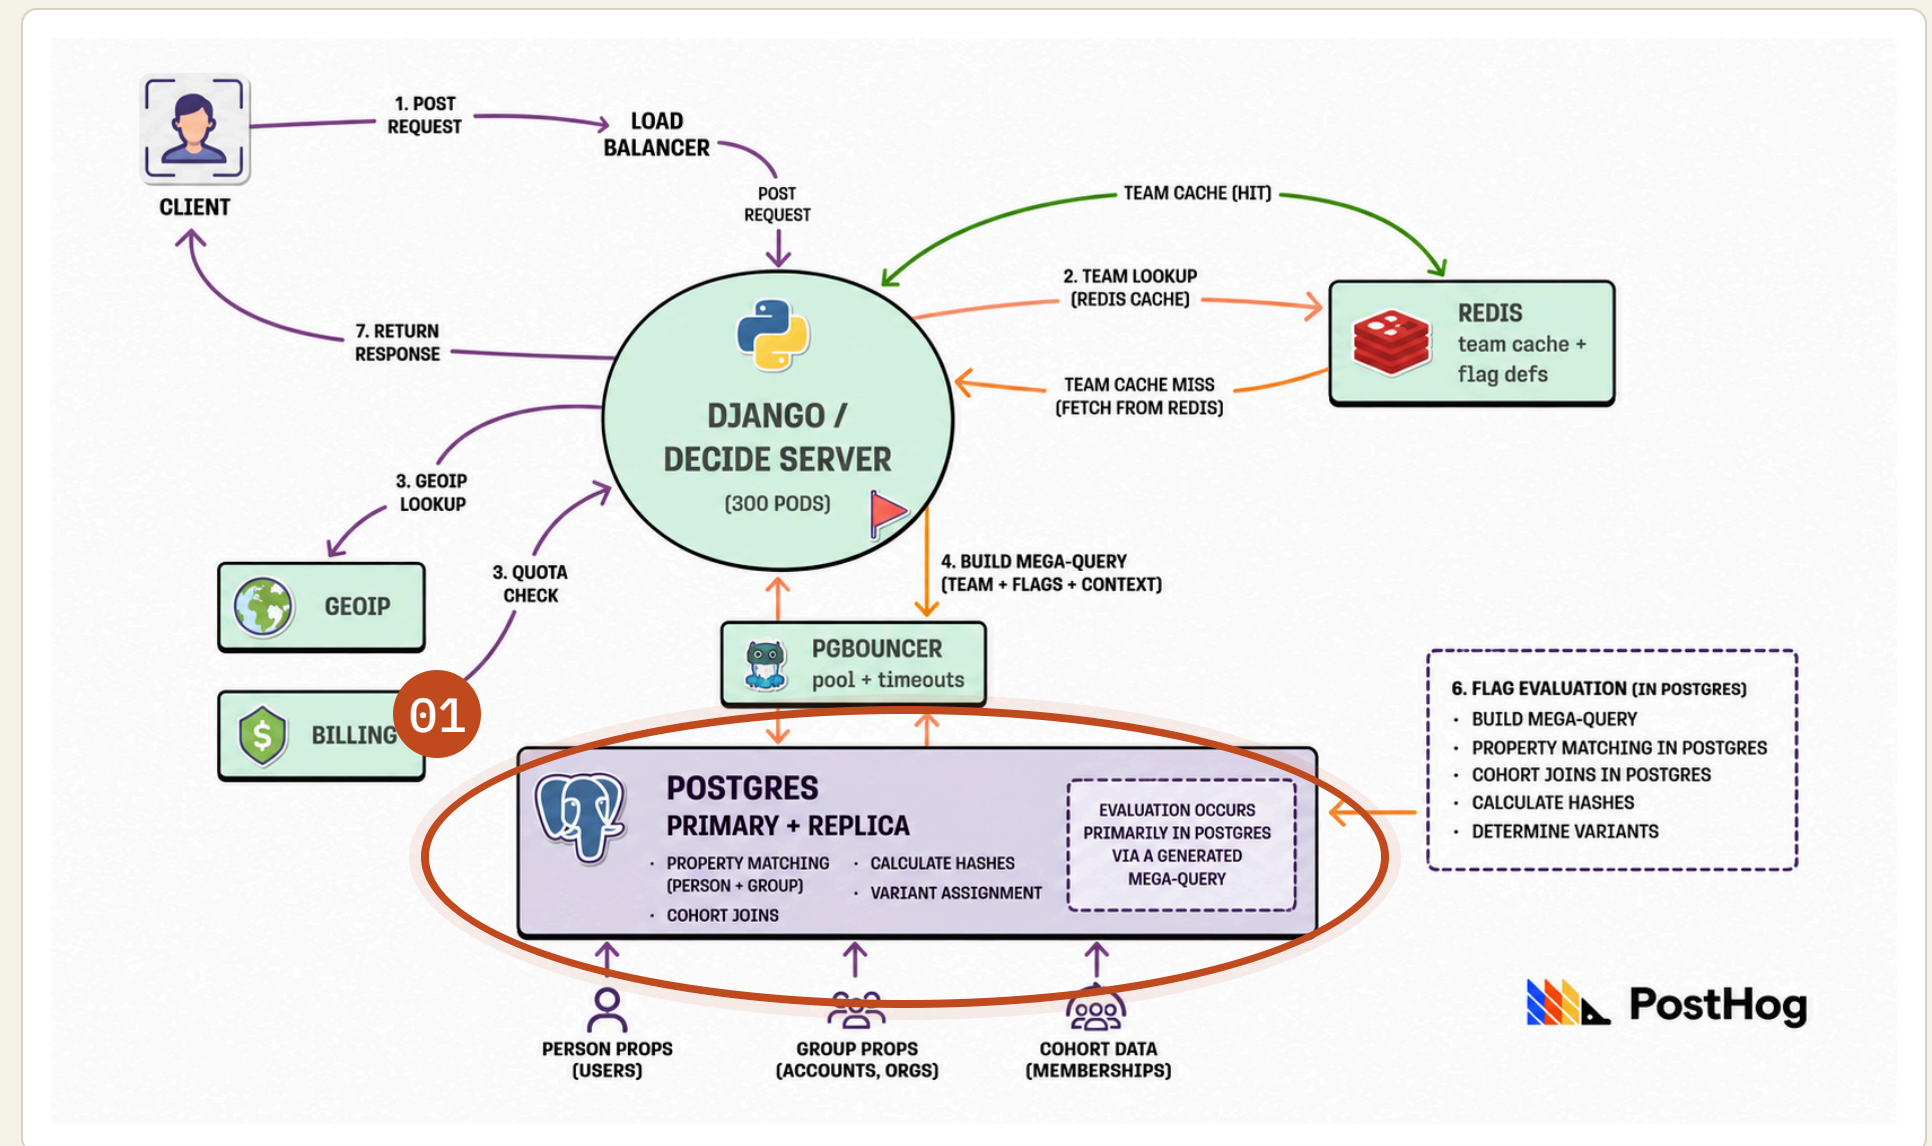 1. POST
REQUEST
LOAD
BALANCER
CLIENT
POST
REQUEST
TEAM CACHE (HIT)
2. TEAM LOOKUP
(REDIS CACHE)
REDIS
team cache +
flag defs
7. RETURN
RESPONSE
TEAM CACHE MISS
(FETCH FROM REDIS)
DJANGO /
DECIDE SERVER
(300 PODS)
3. GEOIP
LOOKUP
3. QUOTA
CHECK
4. BUILD MEGA-QUERY
(TEAM + FLAGS + CONTEXT)
GEOIP
PGBOUNCER
pool + timeouts
BILLING
01
6. FLAG EVALUATION (IN POSTGRES)
· BUILD MEGA-QUERY
· PROPERTY MATCHING IN POSTGRES
· COHORT JOINS IN POSTGRES
· CALCULATE HASHES
· DETERMINE VARIANTS
POSTGRES
PRIMARY + REPLICA
· PROPERTY MATCHING
(PERSON + GROUP)
· COHORT JOINS
· CALCULATE HASHES
· VARIANT ASSIGNMENT
EVALUATION OCCURS
PRIMARILY IN POSTGRES
VIA A GENERATED
MEGA-QUERY
PERSON PROPS
(USERS)
GROUP PROPS
(ACCOUNTS, ORGS)
COHORT DATA
(MEMBERSHIPS)
PostHog